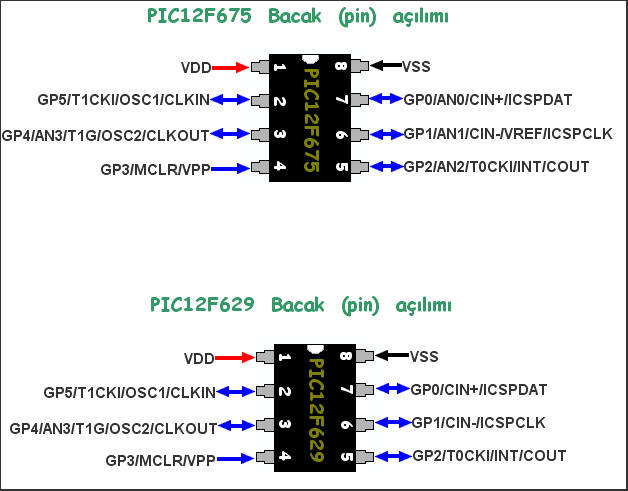 PIC12F675 Bacak (pin) açılımı
VDD 1 8 VSS
GP5/T1CKI/OSC1/CLKIN 2 7 GP0/AN0/CIN+/ICSPDAT
GP4/AN3/T1G/OSC2/CLKOUT 3 6 GP1/AN1/CIN-/VREF/ICSPCLK
GP3/MCLR/VPP 4 5 GP2/AN2/T0CKI/INT/COUT
PIC12F675
PIC12F629 Bacak (pin) açılımı
VDD 1 8 VSS
GP5/T1CKI/OSC1/CLKIN 2 7 GP0/CIN+/ICSPDAT
GP4/AN3/T1G/OSC2/CLKOUT 3 6 GP1/CIN-/ICSPCLK
GP3/MCLR/VPP 4 5 GP2/T0CKI/INT/COUT
PIC12F629